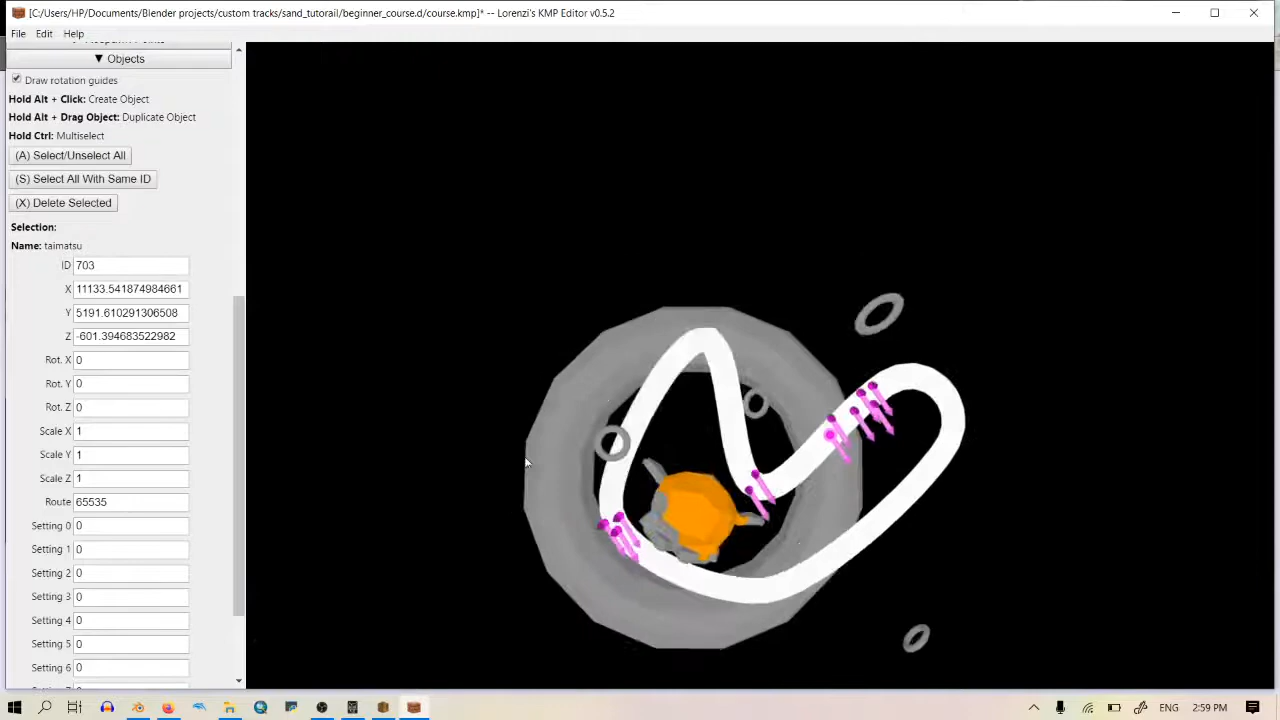 [C:/Users/HP/Documents/Blender projects/custom tracks/sand_tutorail/beginner_course.d/course.kmp]* -- Lorenzi's KMP Editor v0.5.2
File Edit Help
▼ Objects
Draw rotation guides
Hold Alt + Click: Create Object
Hold Alt + Drag Object: Duplicate Object
Hold Ctrl: Multiselect
(A) Select/Unselect All
(S) Select All With Same ID
(X) Delete Selected
Selection:
Name: taimatsu
ID 703
X 11133.541874984661
Y 5191.610291306508
Z -601.394683522982
Rot. X 0
Rot. Y 0
Rot. Z 0
Scale X 1
Scale Y 1
Scale Z 1
Route 65535
Setting 0 0
Setting 1 0
Setting 2 0
Setting 3 0
Setting 4 0
Setting 5 0
Setting 6 0
ENG 2:59 PM